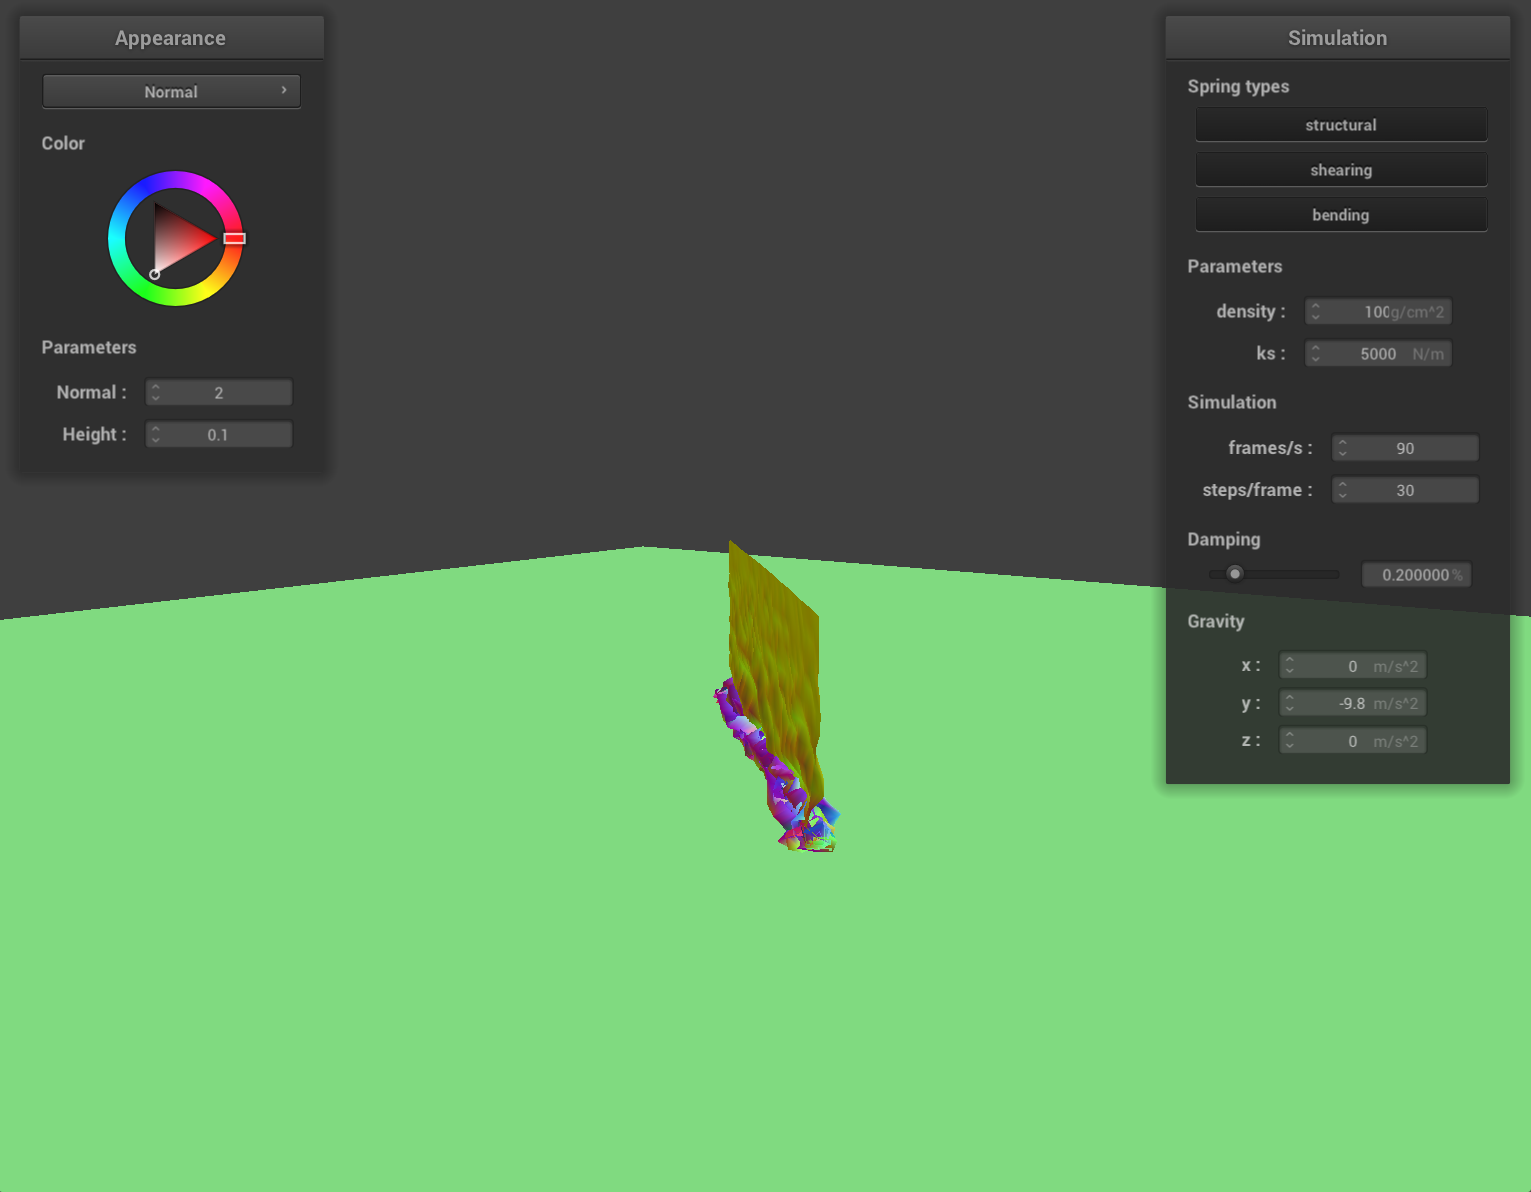 Appearance
Normal
Color
Parameters
Normal : 2
Height : 0.1
Simulation
Spring types
structural
shearing
bending
Parameters
density : 100g/cm^2
ks : 5000 N/m
Simulation
frames/s : 90
steps/frame : 30
Damping
0.200000 %
Gravity
x : 0 m/s^2
y : -9.8 m/s^2
z : 0 m/s^2